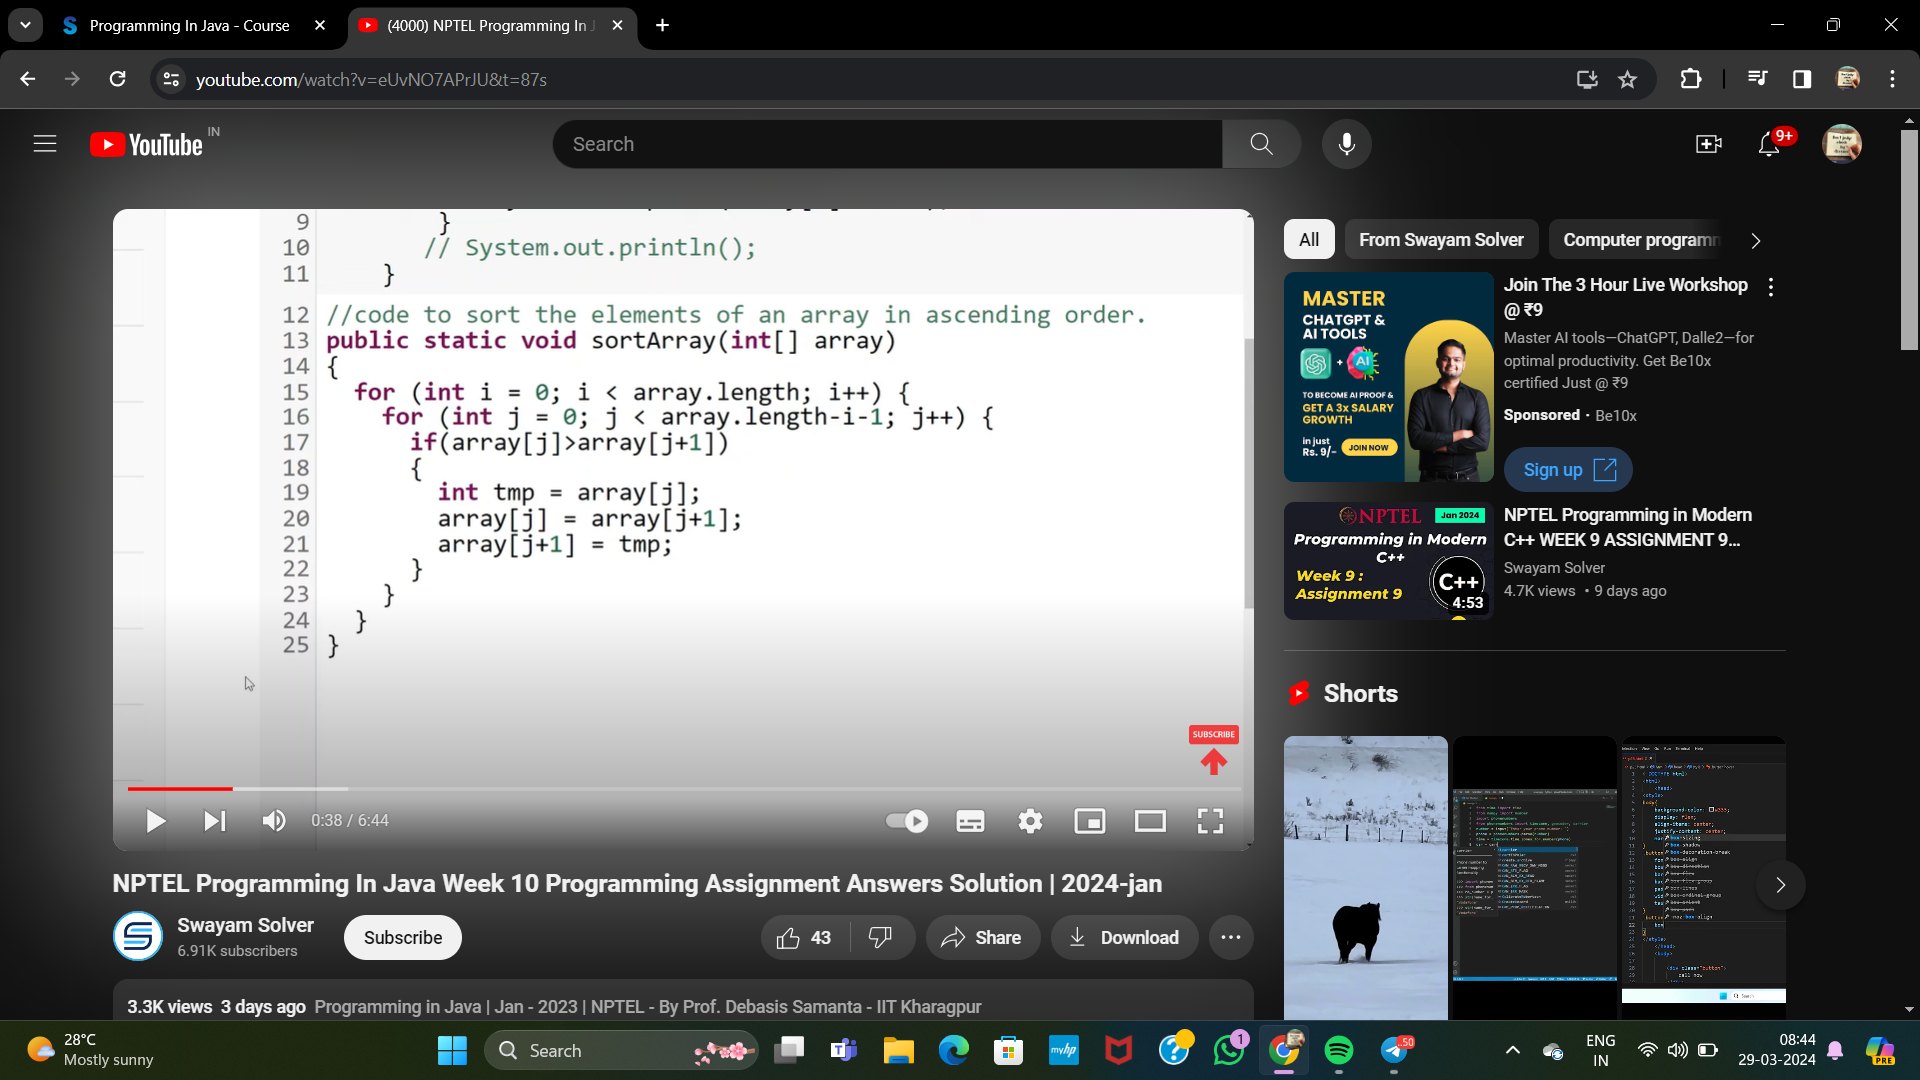 Programming In Java - Course
(4000) NPTEL Programming In J
youtube.com/watch?v=eUvNO7APrJU&t=87s
YouTube IN
Search
9+
9 }
10 // System.out.println();
11 }
12 //code to sort the elements of an array in ascending order.
13 public static void sortArray(int[] array)
14 {
15 for (int i = 0; i < array.length; i++) {
16 for (int j = 0; j < array.length-i-1; j++) {
17 if(array[j]>array[j+1])
18 {
19 int tmp = array[j];
20 array[j] = array[j+1];
21 array[j+1] = tmp;
22 }
23 }
24 }
25 }
SUBSCRIBE
0:38 / 6:44
NPTEL Programming In Java Week 10 Programming Assignment Answers Solution | 2024-jan
Swayam Solver
6.91K subscribers
Subscribe
43
Share
Download
3.3K views 3 days ago Programming in Java | Jan - 2023 | NPTEL - By Prof. Debasis Samanta - IIT Kharagpur
All
From Swayam Solver
Computer programm
MASTER
CHATGPT &
AI TOOLS
+ AI
TO BECOME AI PROOF &
GET A 3X SALARY
GROWTH
in just
Rs. 9/-
JOIN NOW
Join The 3 Hour Live Workshop
@ ₹9
Master AI tools—ChatGPT, Dalle2—for
optimal productivity. Get Be10x
certified Just @ ₹9
Sponsored · Be10x
Sign up
NPTEL
Jan 2024
Programming in Modern
C++
Week 9 :
Assignment 9
C++
4:53
NPTEL Programming in Modern
C++ WEEK 9 ASSIGNMENT 9...
Swayam Solver
4.7K views • 9 days ago
Shorts
28°C
Mostly sunny
Search
myhp
1
.50
ENG
IN
08:44
29-03-2024
PRE